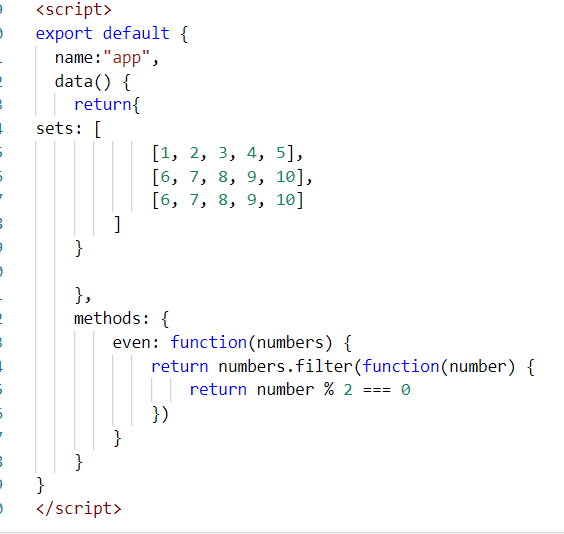 <script>
export default {
name:"app",
data() {
return{
sets: [
[1, 2, 3, 4, 5],
[6, 7, 8, 9, 10],
[6, 7, 8, 9, 10]
]
}
},
methods: {
even: function(numbers) {
return numbers.filter(function(number) {
return number % 2 === 0
})
}
}
}
</script>